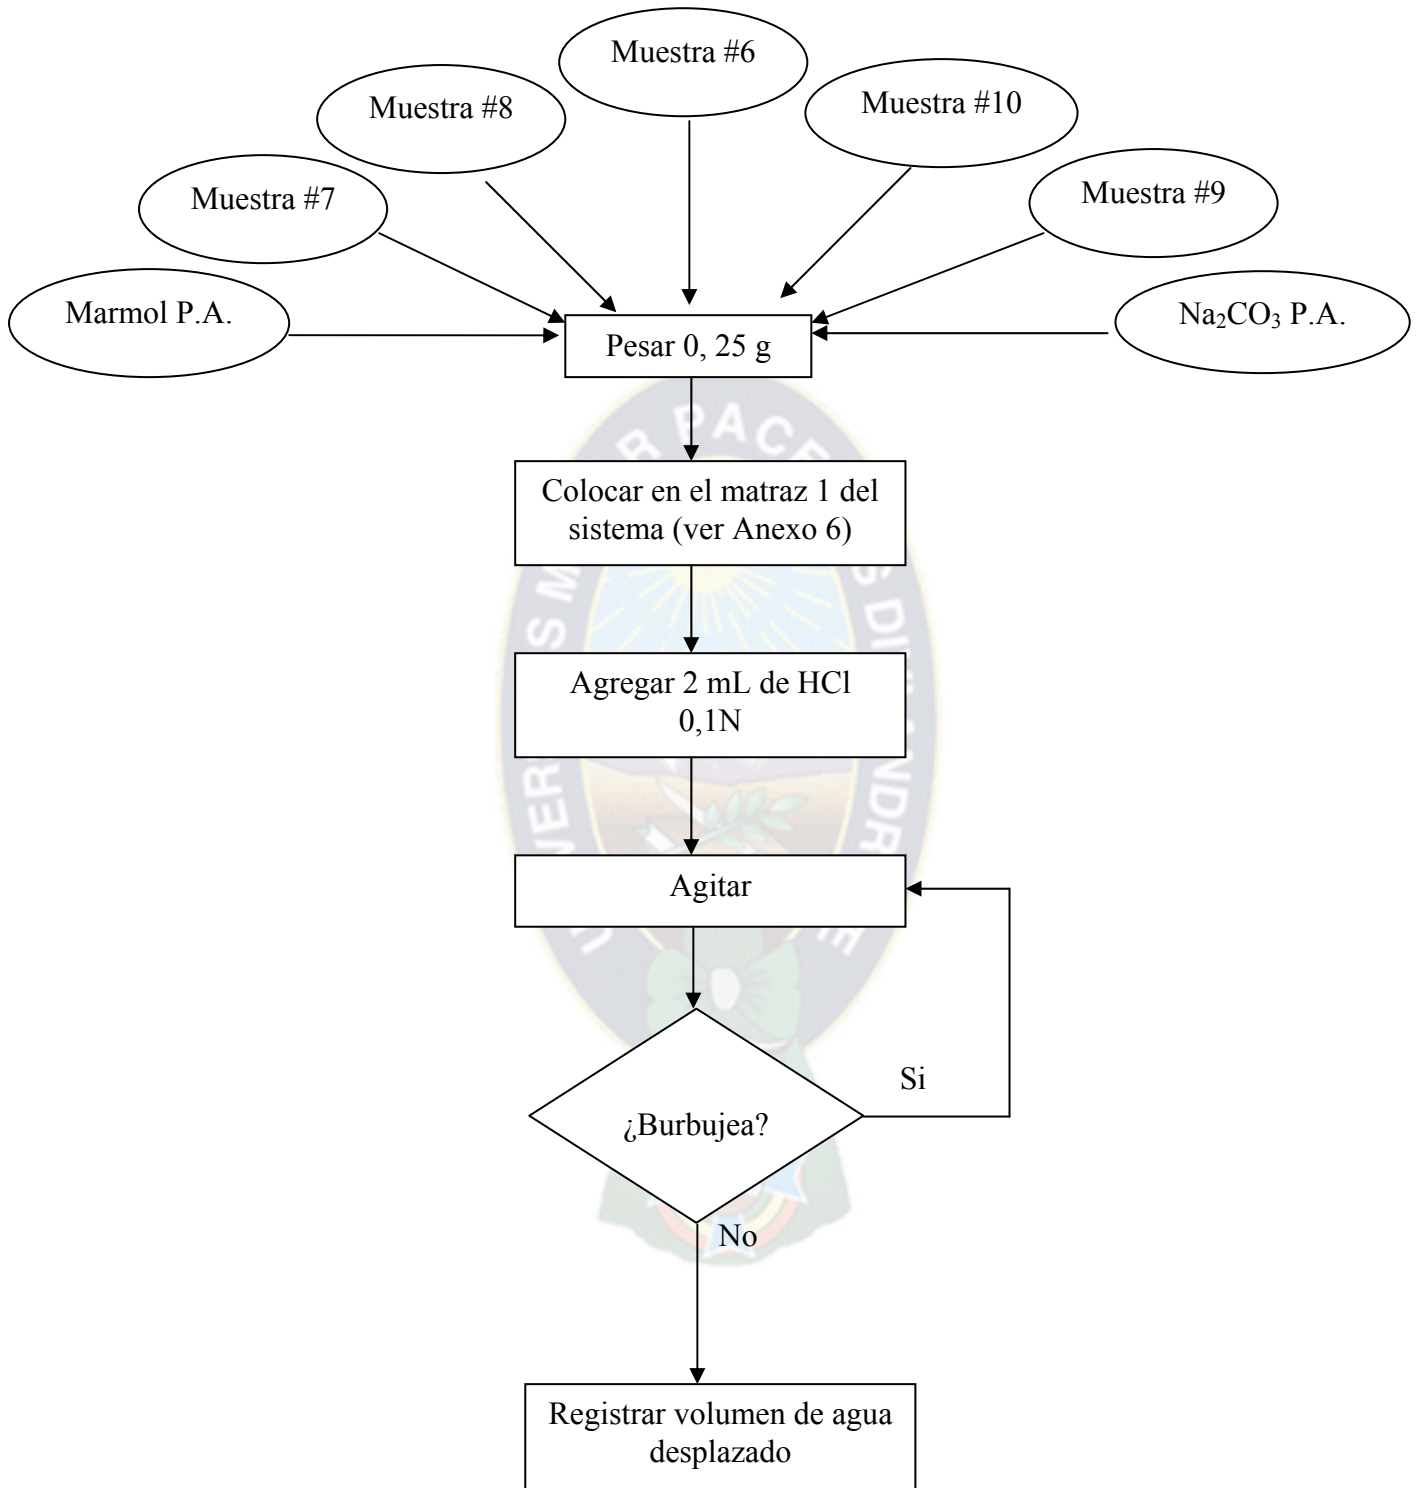 Muestra #6
Muestra #8
Muestra #10
Muestra #7
Muestra #9
Marmol P.A.
Na₂CO₃ P.A.
Pesar 0, 25 g
Colocar en el matraz 1 del
sistema (ver Anexo 6)
Agregar 2 mL de HCl
0,1N
Agitar
¿Burbujea?
Si
No
Registrar volumen de agua
desplazado